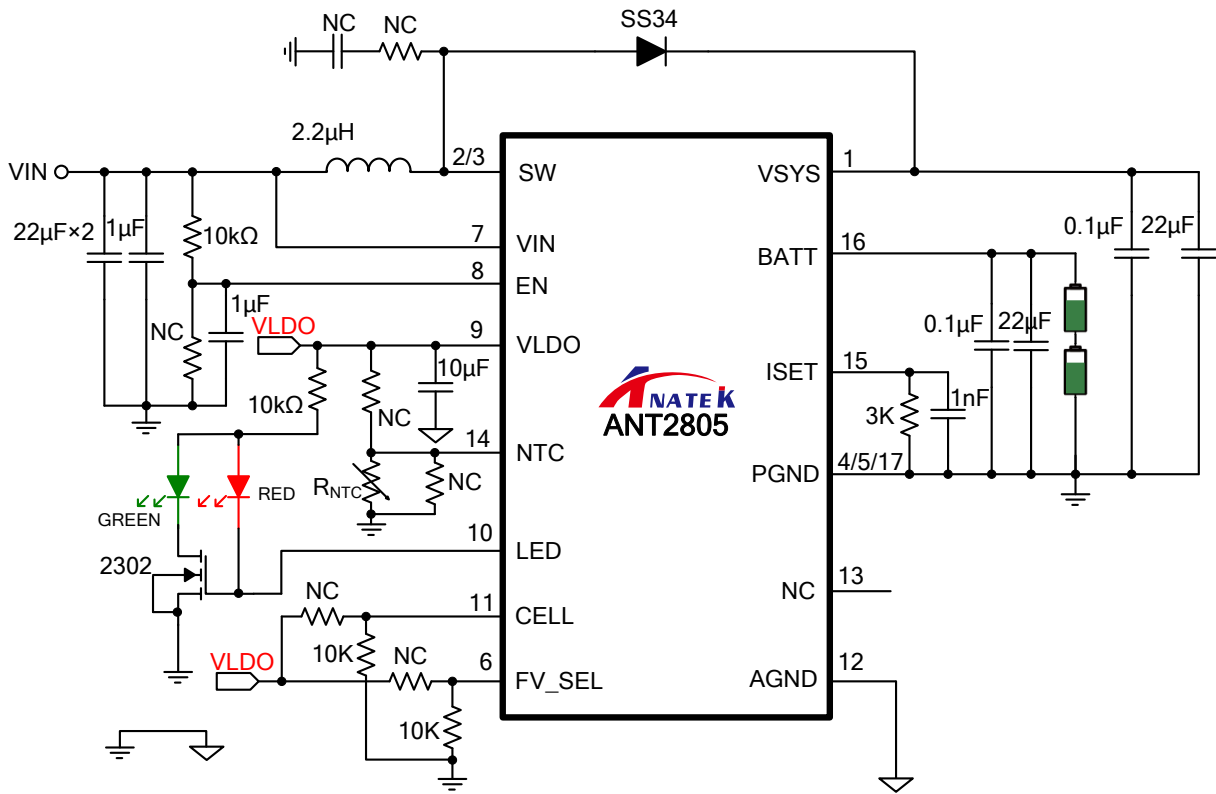 NC
NC
SS34
2.2µH
2/3
1
VIN
SW
VSYS
22µF×2
1µF
10kΩ
7
VIN
16
BATT
0.1µF
22µF
8
EN
NC
1µF
VLDO
9
VLDO
0.1µF
22µF
10kΩ
NC
10µF
15
ISET
3K
1nF
ANATEK
ANT2805
14
NTC
RNTC
NC
PGND
4/5/17
GREEN
RED
10
LED
2302
NC
11
CELL
NC
13
10K
VLDO
NC
6
FV_SEL
12
AGND
10K